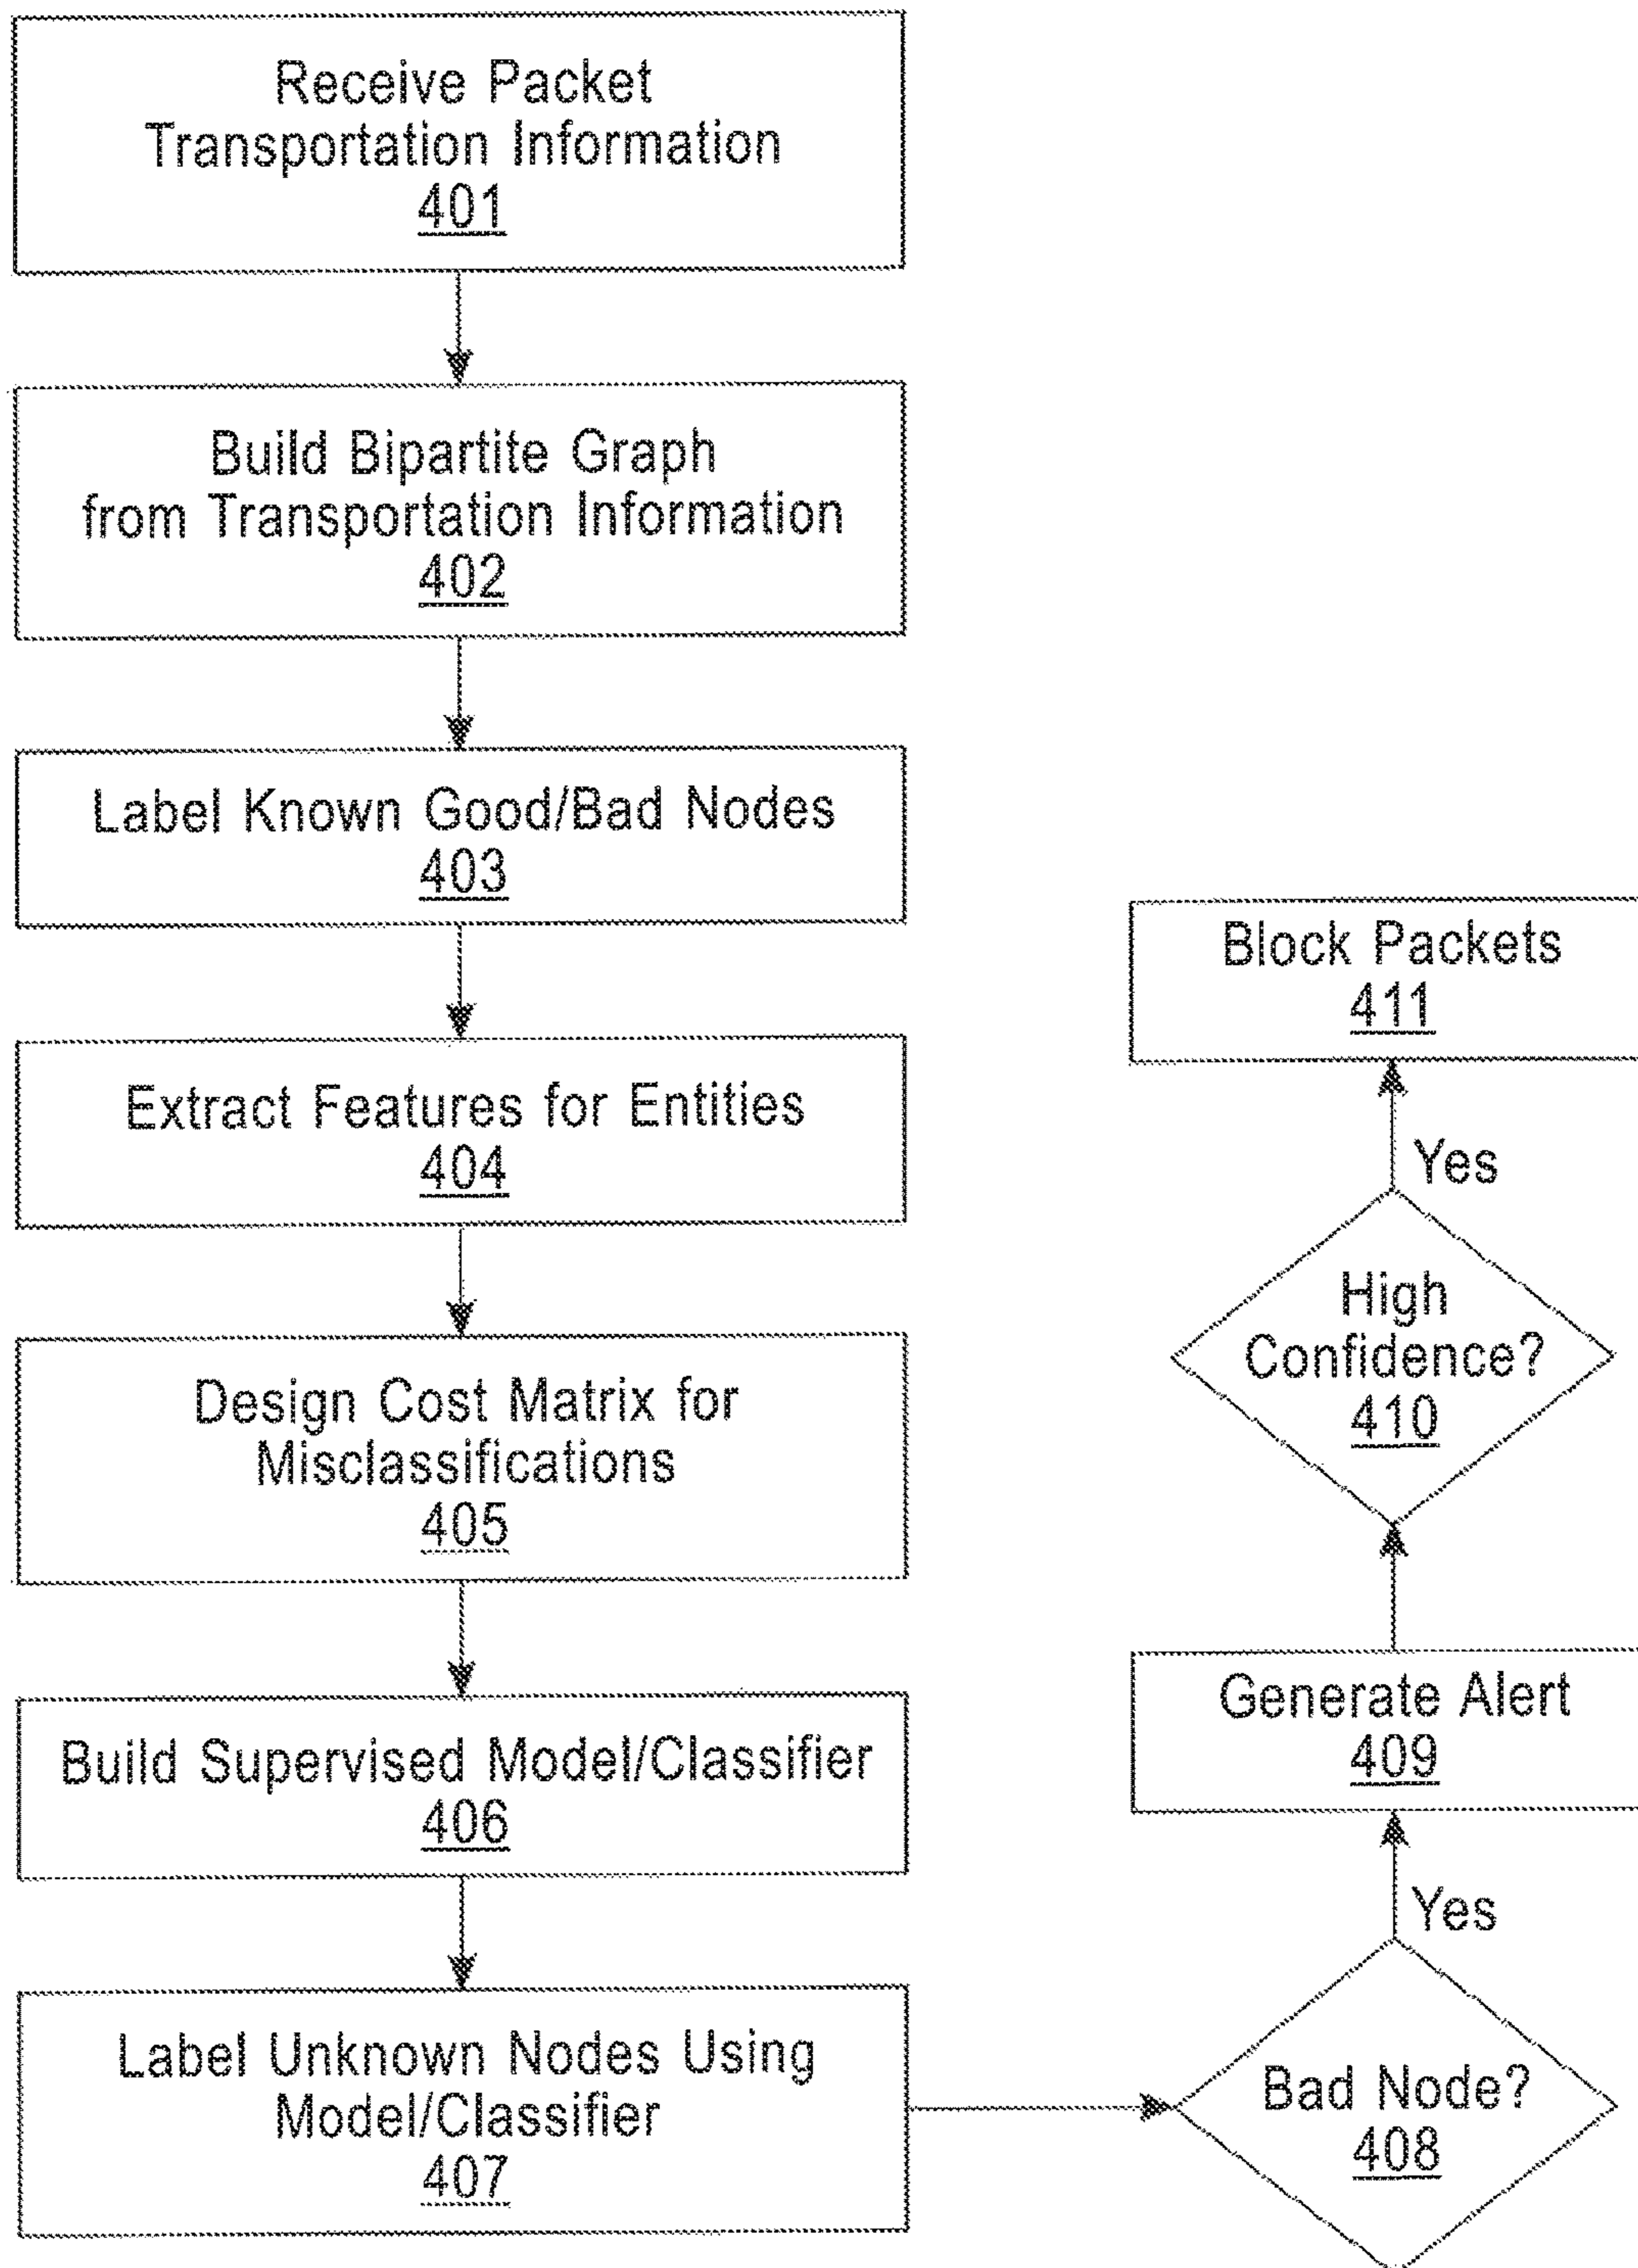 Receive Packet
Transportation Information
401
Build Bipartite Graph
from Transportation Information
402
Label Known Good/Bad Nodes
403
Extract Features for Entities
404
Design Cost Matrix for
Misclassifications
405
Build Supervised Model/Classifier
406
Label Unknown Nodes Using
Model/Classifier
407
Bad Node?
408
Yes
Generate Alert
409
High
Confidence?
410
Yes
Block Packets
411